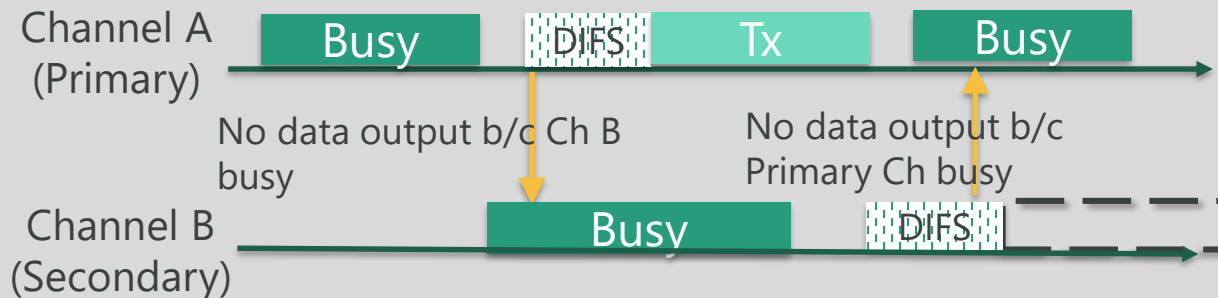 Channel A
(Primary)
Busy
DIFS
Tx
Busy
No data output b/c Ch B
busy
No data output b/c
Primary Ch busy
Channel B
(Secondary)
Busy
DIFS